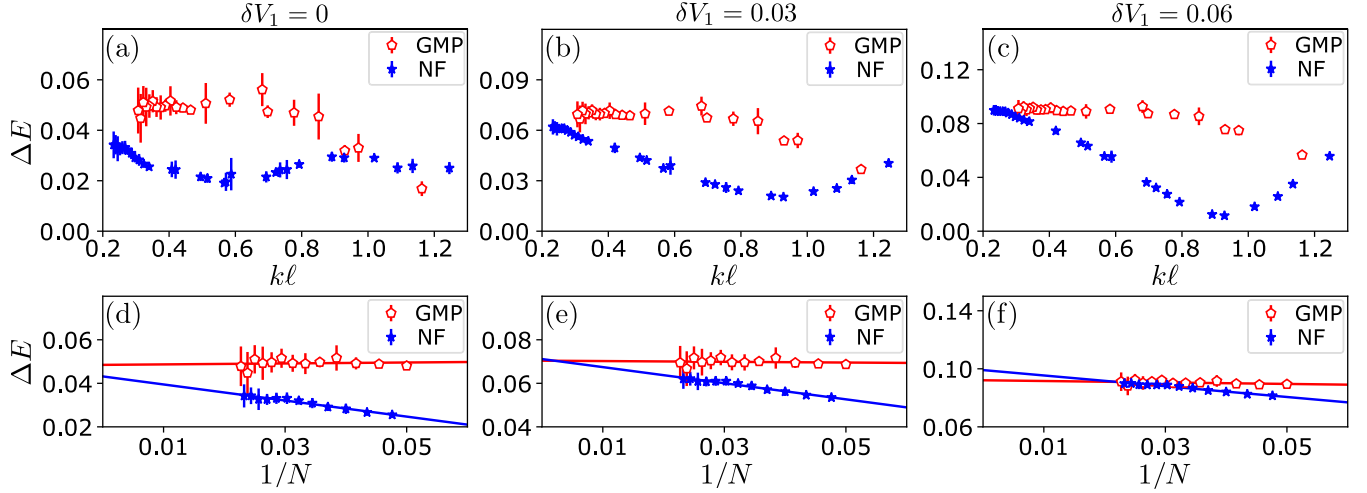 δV₁ = 0
δV₁ = 0.03
δV₁ = 0.06
(a)
GMP
NF
ΔE
0.06
0.04
0.02
0.00
0.2 0.4 0.6 0.8 1.0 1.2
kℓ
(b)
GMP
NF
0.09
0.06
0.03
0.00
0.2 0.4 0.6 0.8 1.0 1.2
kℓ
(c)
GMP
NF
0.12
0.08
0.04
0.00
0.2 0.4 0.6 0.8 1.0 1.2
kℓ
(d)
GMP
NF
ΔE
0.06
0.04
0.02
0.01 0.03 0.05
1/N
(e)
GMP
NF
0.08
0.06
0.04
0.01 0.03 0.05
1/N
(f)
GMP
NF
0.14
0.10
0.06
0.01 0.03 0.05
1/N